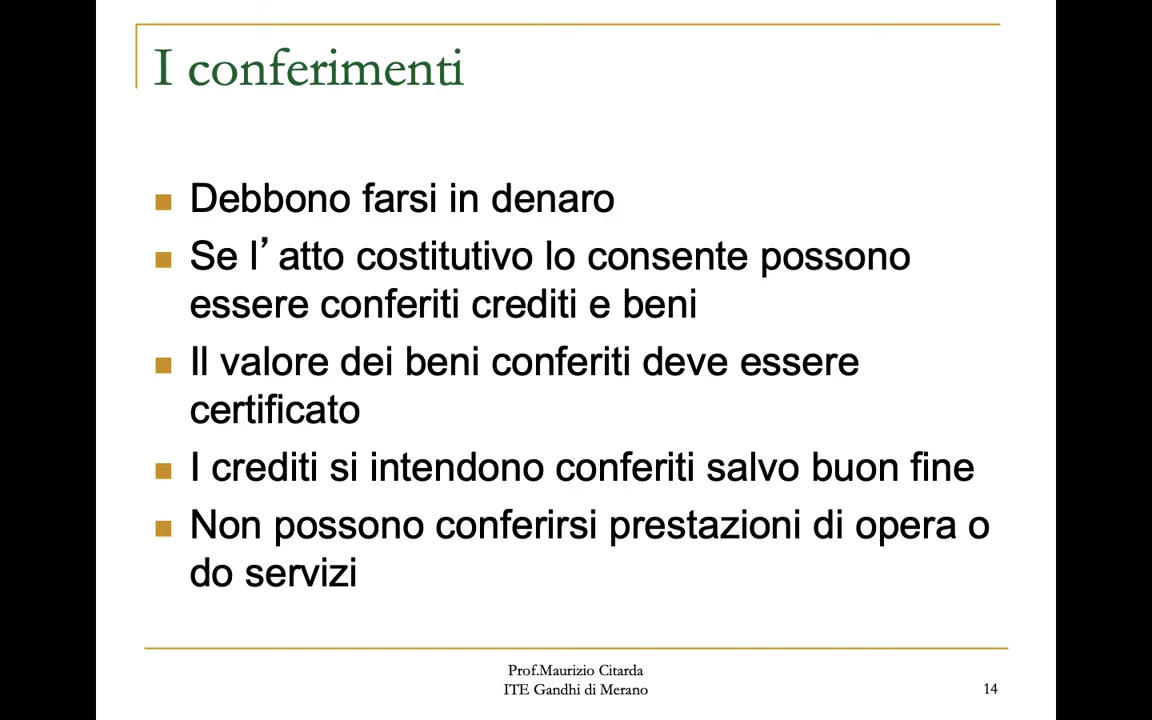 I conferimenti
Debbono farsi in denaro
Se l’ atto costitutivo lo consente possono
essere conferiti crediti e beni
Il valore dei beni conferiti deve essere
certificato
I crediti si intendono conferiti salvo buon fine
Non possono conferirsi prestazioni di opera o
do servizi
Prof.Maurizio Citarda
ITE Gandhi di Merano
14